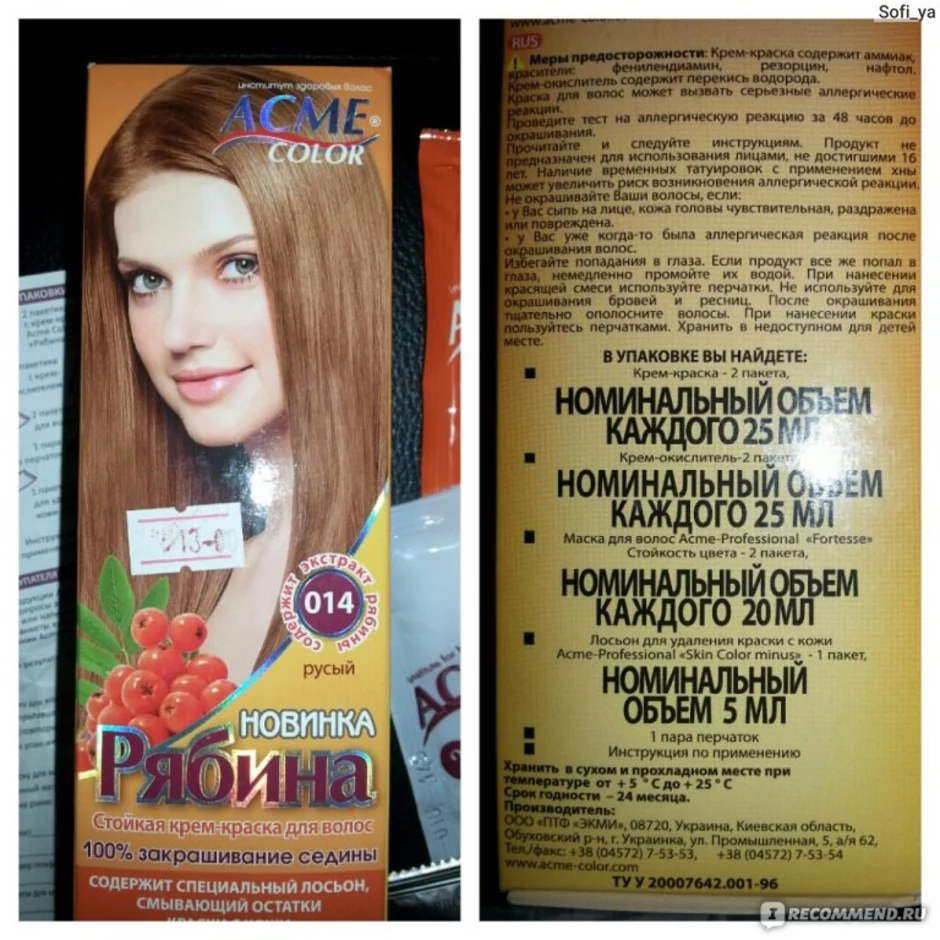 Sofi_ya
институт здоровых волос
ACME®
COLOR
содержит экстракт рябины
014
русый
НОВИНКА
Рябина
Стойкая крем-краска для волос
100% закрашивание седины
СОДЕРЖИТ СПЕЦИАЛЬНЫЙ ЛОСЬОН,
СМЫВАЮЩИЙ ОСТАТКИ
КРАСКИ С КОЖИ
RUS
Меры предосторожности: Крем-краска содержит аммиак,
красители: фенилендиамин, резорцин, нафтол.
Крем-окислитель содержит перекись водорода.
Краска для волос может вызвать серьезные аллергические
реакции.
Проведите тест на аллергическую реакцию за 48 часов до
окрашивания.
Прочитайте и следуйте инструкциям. Продукт не
предназначен для использования лицами, не достигшими 16
лет. Наличие временных татуировок с применением хны
может увеличить риск возникновения аллергической реакции.
Не окрашивайте Ваши волосы, если:
• у Вас сыпь на лице, кожа головы чувствительная, раздражена
или повреждена.
• у Вас уже когда-то была аллергическая реакция после
окрашивания волос.
Избегайте попадания в глаза. Если продукт все же попал в
глаза, немедленно промойте их водой. При нанесении
красящей смеси используйте перчатки. Не используйте для
окрашивания бровей и ресниц. После окрашивания
тщательно ополосните волосы. При нанесении краски
пользуйтесь перчатками. Хранить в недоступном для детей
месте.
В УПАКОВКЕ ВЫ НАЙДЕТЕ:
Крем-краска - 2 пакета,
НОМИНАЛЬНЫЙ ОБЪЕМ
КАЖДОГО 25 МЛ
Крем-окислитель-2 пакета,
НОМИНАЛЬНЫЙ ОБЪЕМ
КАЖДОГО 25 МЛ
Маска для волос Acme-Professional «Fortesse»
Стойкость цвета - 2 пакета,
НОМИНАЛЬНЫЙ ОБЪЕМ
КАЖДОГО 20 МЛ
Лосьон для удаления краски с кожи
Acme-Professional «Skin Color minus» - 1 пакет,
НОМИНАЛЬНЫЙ
ОБЪЕМ 5 МЛ
1 пара перчаток
Инструкция по применению
Хранить в сухом и прохладном месте при
температуре от +5 °С до +25 °С
Срок годности – 24 месяца.
Производитель:
ООО «ПТФ «ЭКМИ», 08720, Украина, Киевская область,
Обуховский р-н, г. Украинка, ул. Промышленная, 5, а/я 62,
Тел./факс: +38 (04572) 7-53-53, +38 (04572) 7-53-54
www.acme-color.com
ТУ У 20007642.001-96
IRECOMMEND.RU